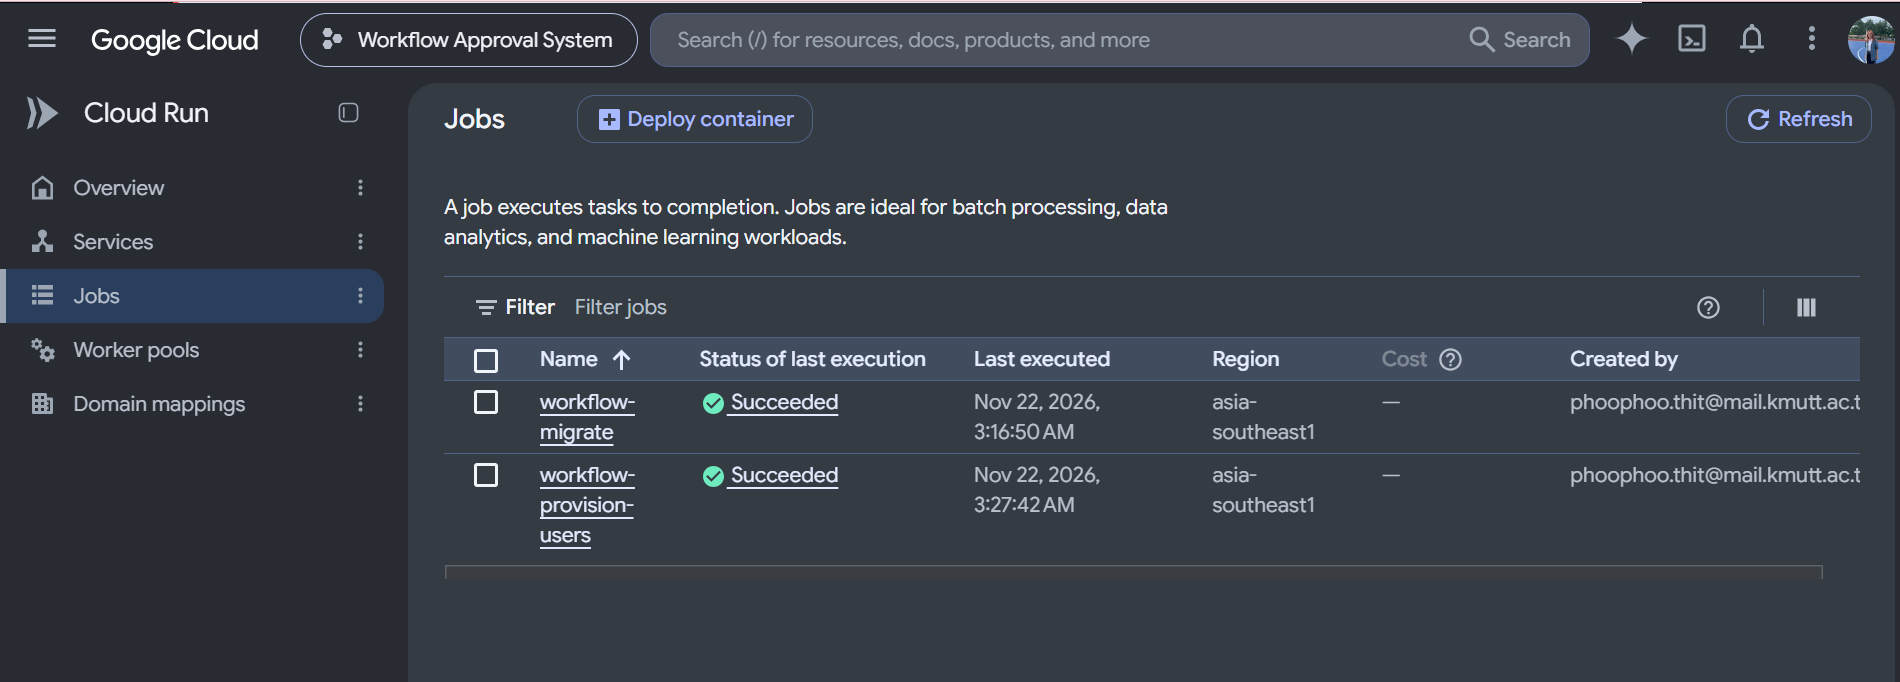 Google Cloud
Workflow Approval System
Search (/) for resources, docs, products, and more
Search
Cloud Run
Overview
Services
Jobs
Worker pools
Domain mappings
Jobs
Deploy container
Refresh
A job executes tasks to completion. Jobs are ideal for batch processing, data
analytics, and machine learning workloads.
Filter Filter jobs
Name Status of last execution Last executed Region Cost Created by
workflow-
migrate
Succeeded
Nov 22, 2026,
3:16:50 AM
asia-
southeast1
—
phoophoo.thit@mail.kmutt.ac.t
workflow-
provision-
users
Succeeded
Nov 22, 2026,
3:27:42 AM
asia-
southeast1
—
phoophoo.thit@mail.kmutt.ac.t